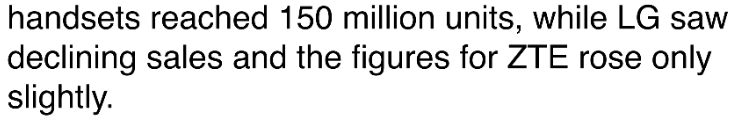 handsets reached 150 million units, while LG saw
declining sales and the figures for ZTE rose only
slightly.